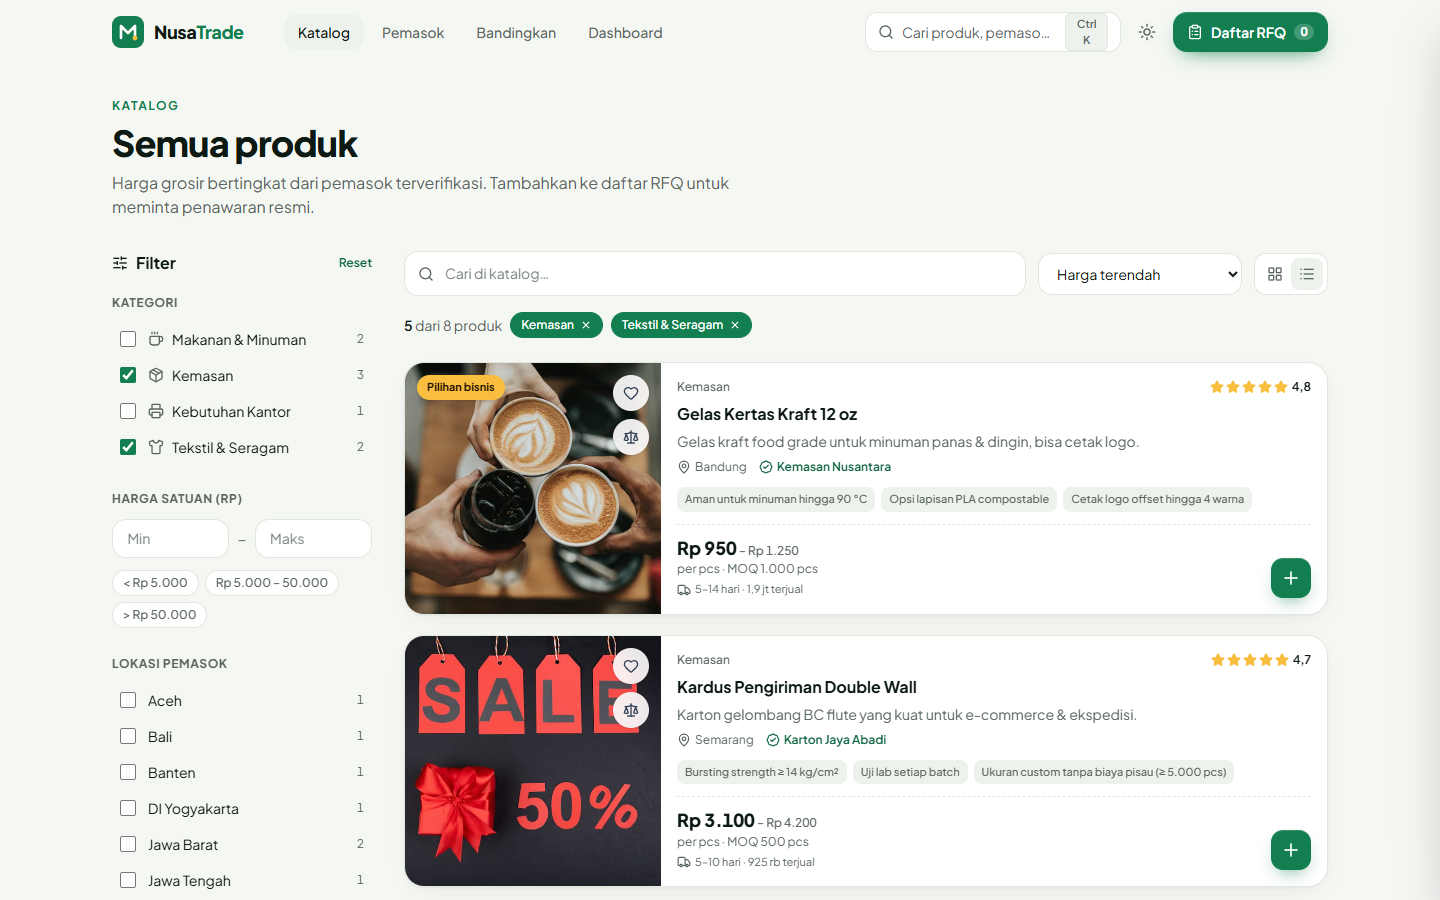 NusaTrade
Katalog
Pemasok
Bandingkan
Dashboard
Cari produk, pemaso...
Ctrl
K
Daftar RFQ 0
KATALOG
Semua produk
Harga grosir bertingkat dari pemasok terverifikasi. Tambahkan ke daftar RFQ untuk
meminta penawaran resmi.
Filter
Reset
KATEGORI
Makanan & Minuman 2
Kemasan 3
Kebutuhan Kantor 1
Tekstil & Seragam 2
HARGA SATUAN (RP)
Min – Maks
< Rp 5.000
Rp 5.000 – 50.000
> Rp 50.000
LOKASI PEMASOK
Aceh 1
Bali 1
Banten 1
DI Yogyakarta 1
Jawa Barat 2
Jawa Tengah 1
Cari di katalog...
Harga terendah
5 dari 8 produk
Kemasan ×
Tekstil & Seragam ×
Pilihan bisnis
Kemasan
4,8
Gelas Kertas Kraft 12 oz
Gelas kraft food grade untuk minuman panas & dingin, bisa cetak logo.
Bandung
Kemasan Nusantara
Aman untuk minuman hingga 90 °C
Opsi lapisan PLA compostable
Cetak logo offset hingga 4 warna
Rp 950 – Rp 1.250
per pcs · MOQ 1.000 pcs
5–14 hari · 1,9 jt terjual
SALE
50%
Kemasan
4,7
Kardus Pengiriman Double Wall
Karton gelombang BC flute yang kuat untuk e-commerce & ekspedisi.
Semarang
Karton Jaya Abadi
Bursting strength ≥ 14 kg/cm²
Uji lab setiap batch
Ukuran custom tanpa biaya pisau (≥ 5.000 pcs)
Rp 3.100 – Rp 4.200
per pcs · MOQ 500 pcs
5–10 hari · 925 rb terjual